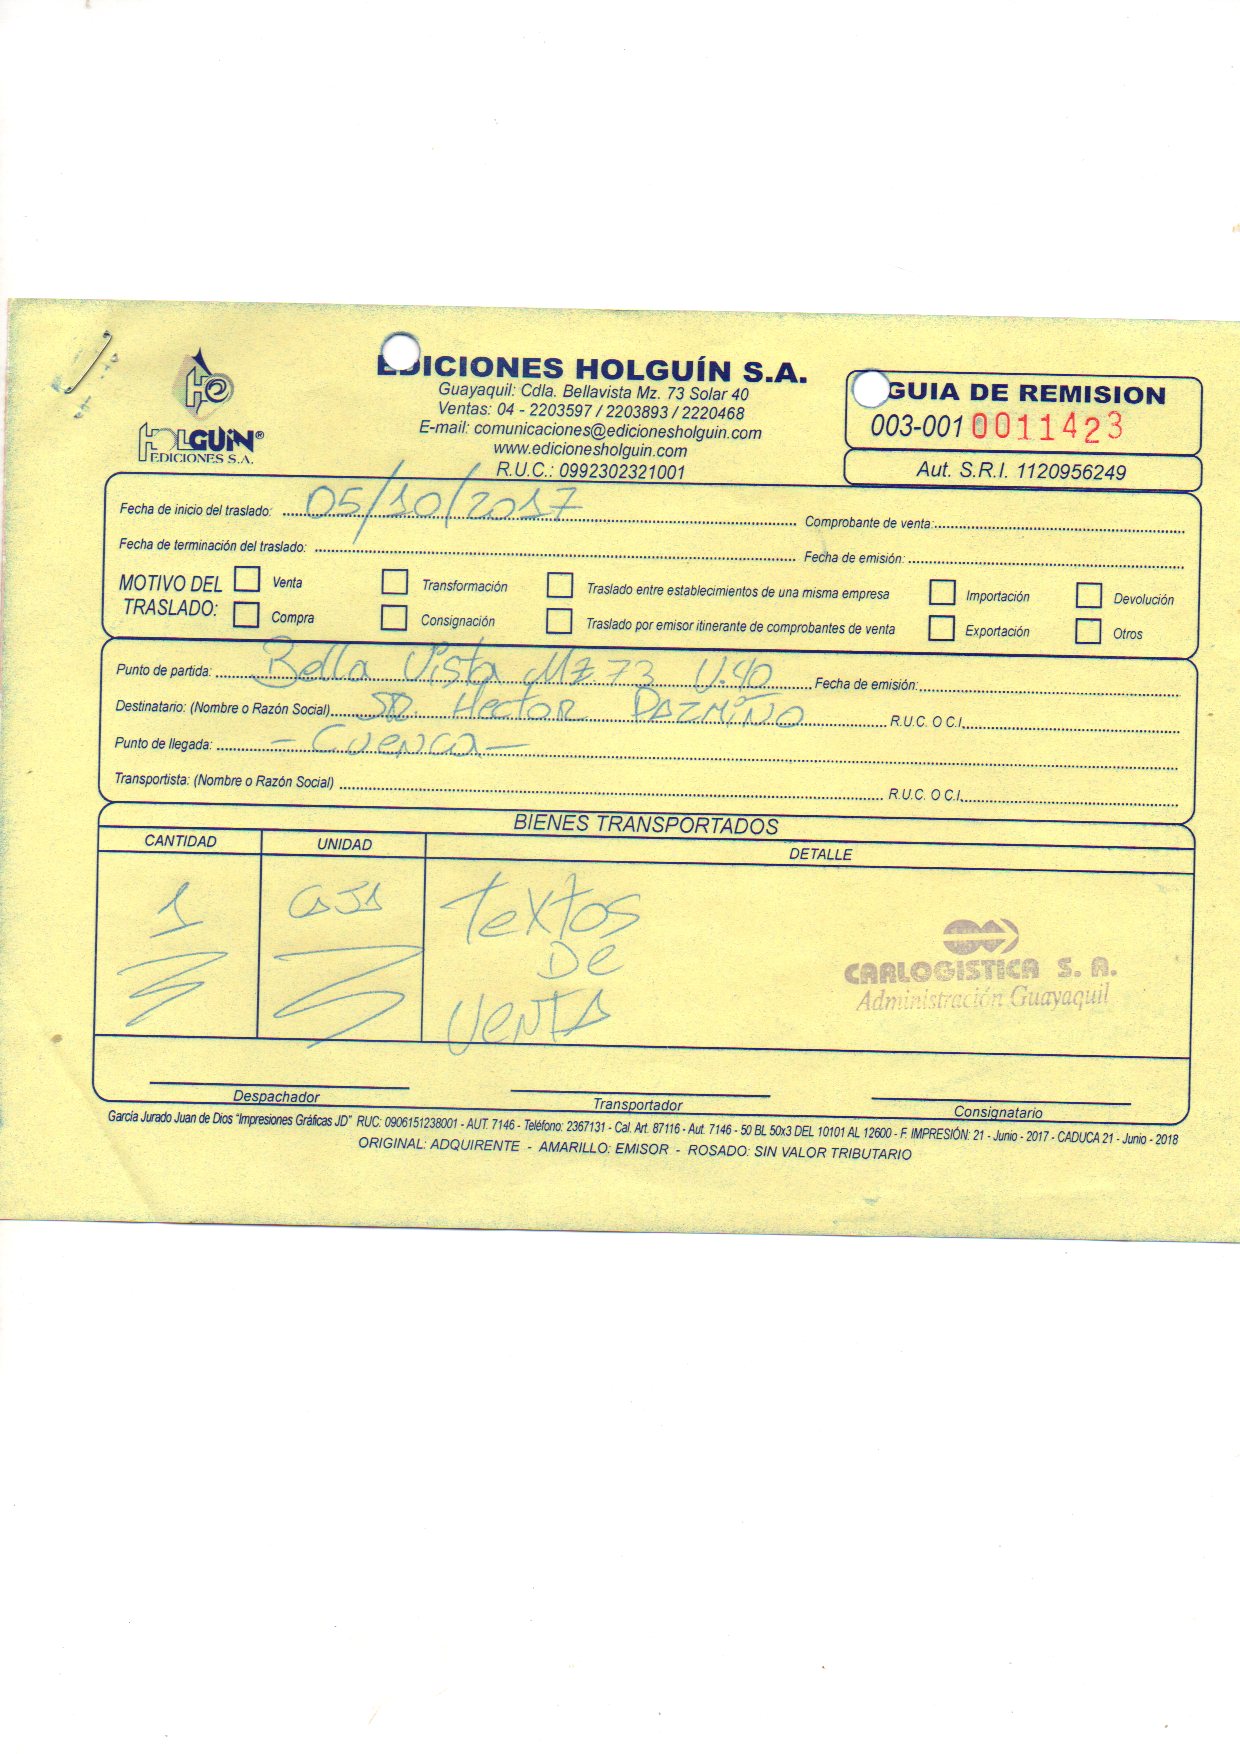 HOLGUÍN®
EDICIONES S.A.
EDICIONES HOLGUÍN S.A.
Guayaquil: Cdla. Bellavista Mz. 73 Solar 40
Ventas: 04 - 2203597 / 2203893 / 2220468
E-mail: comunicaciones@edicionesholguin.com
www.edicionesholguin.com
R.U.C.: 0992302321001
GUIA DE REMISION
003-001 0011423
Aut. S.R.I. 1120956249
Fecha de inicio del traslado: 05/10/2017 Comprobante de venta:
Fecha de terminación del traslado: Fecha de emisión:
MOTIVO DEL TRASLADO:
Venta Transformación Traslado entre establecimientos de una misma empresa Importación Devolución
Compra Consignación Traslado por emisor itinerante de comprobantes de venta Exportación Otros
Punto de partida: Bella Vista Mz 73 V.40 Fecha de emisión:
Destinatario: (Nombre o Razón Social) SR. Hector PAZMIÑO R.U.C. O C.I.
Punto de llegada: - Cuenca -
Transportista: (Nombre o Razón Social) R.U.C. O C.I.
BIENES TRANSPORTADOS
CANTIDAD UNIDAD DETALLE
1 CAJA Textos
De
VENTA
CARLOGISTICA S. A.
Administración Guayaquil
Despachador Transportador Consignatario
García Jurado Juan de Dios "Impresiones Gráficas JD" RUC: 0906151238001 - AUT. 7146 - Teléfono: 2367131 - Cal. Art. 87116 - Aut. 7146 - 50 BL 50x3 DEL 10101 AL 12600 - F. IMPRESIÓN: 21 - Junio - 2017 - CADUCA 21 - Junio - 2018
ORIGINAL: ADQUIRENTE - AMARILLO: EMISOR - ROSADO: SIN VALOR TRIBUTARIO